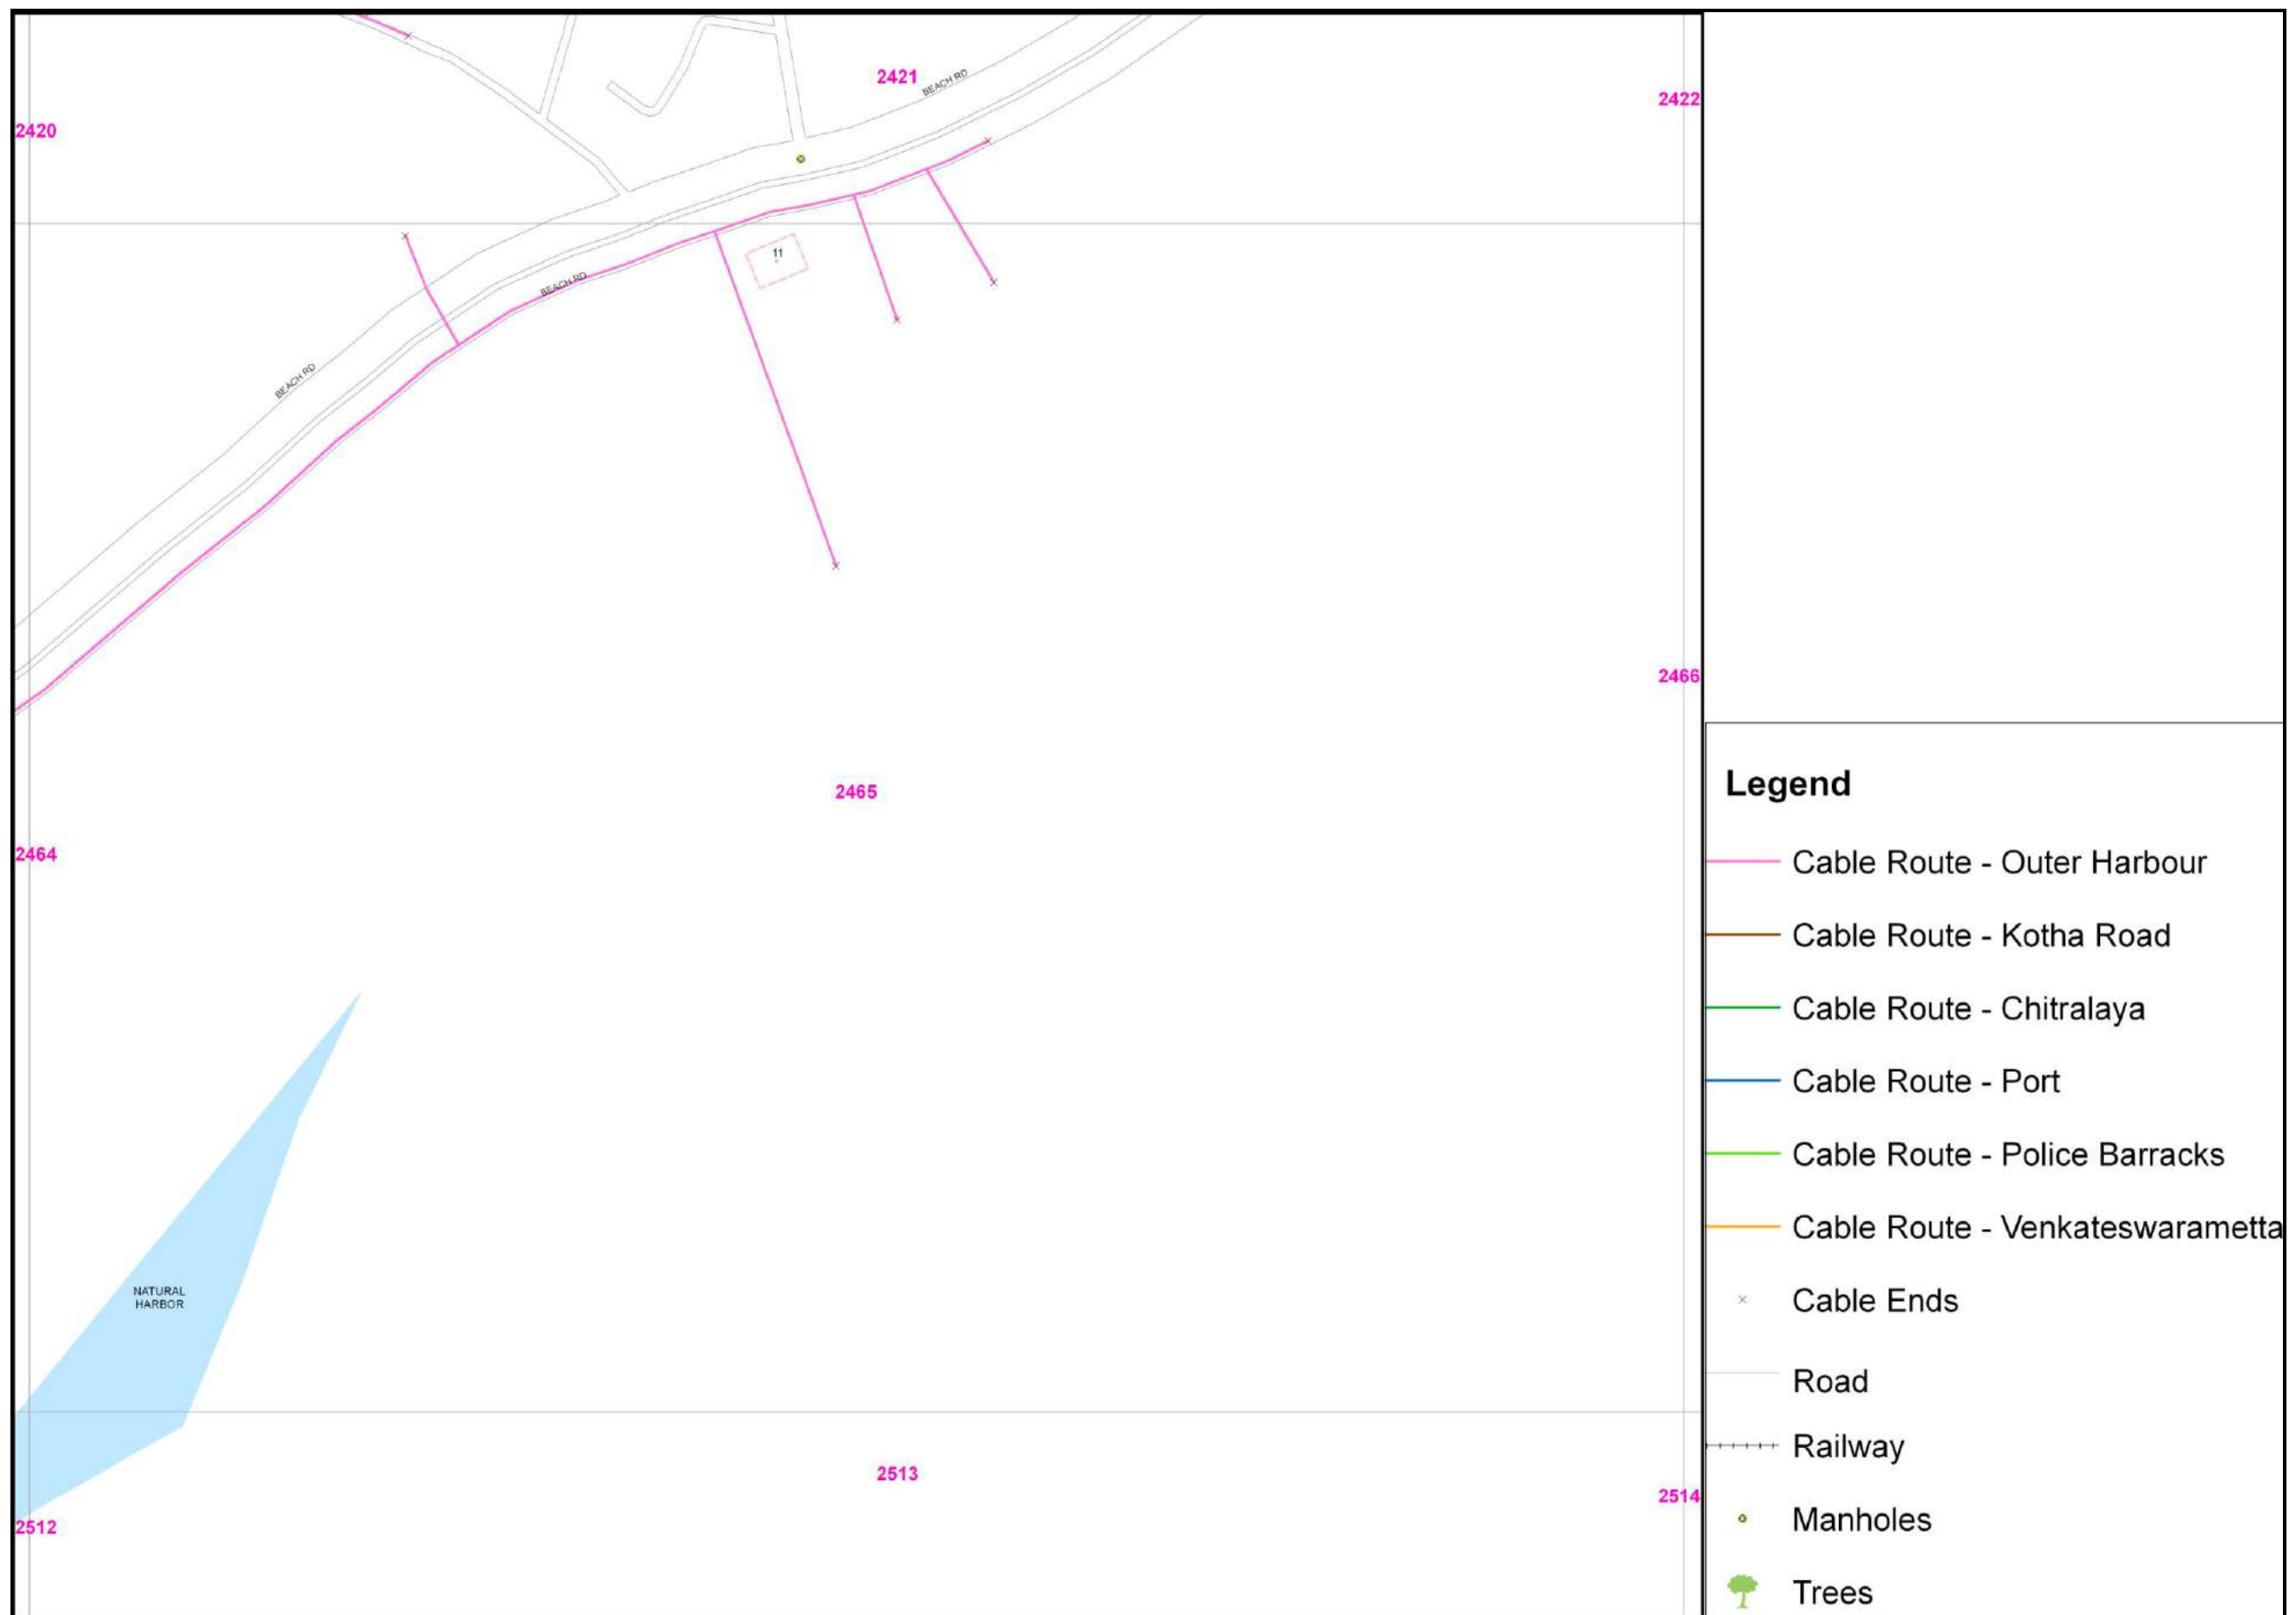 2421
BEACH RD
2422
2420
11
BEACH RD
BEACH RD
2466
2465
2464
NATURAL
HARBOR
2513
2514
2512
Legend
Cable Route - Outer Harbour
Cable Route - Kotha Road
Cable Route - Chitralaya
Cable Route - Port
Cable Route - Police Barracks
Cable Route - Venkateswarametta
Cable Ends
Road
Railway
Manholes
Trees